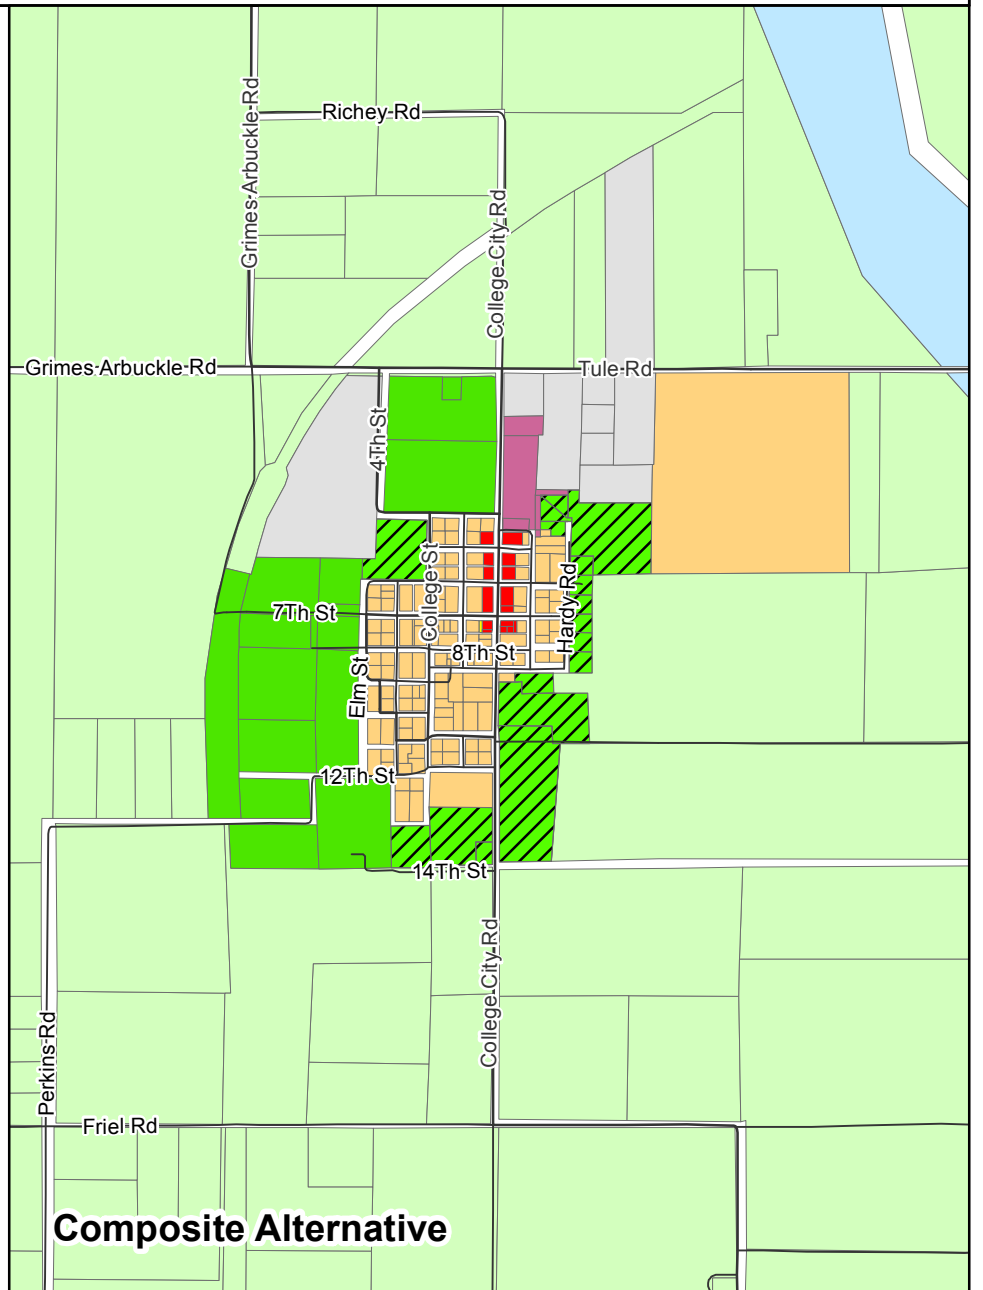 Richey Rd
Grimes Arbuckle Rd
College City Rd
Grimes Arbuckle Rd
Tule Rd
4Th St
College St
7Th St
Hardy Rd
8Th St
Elm St
12Th St
14Th St
College City Rd
Perkins Rd
Friel Rd
Composite Alternative